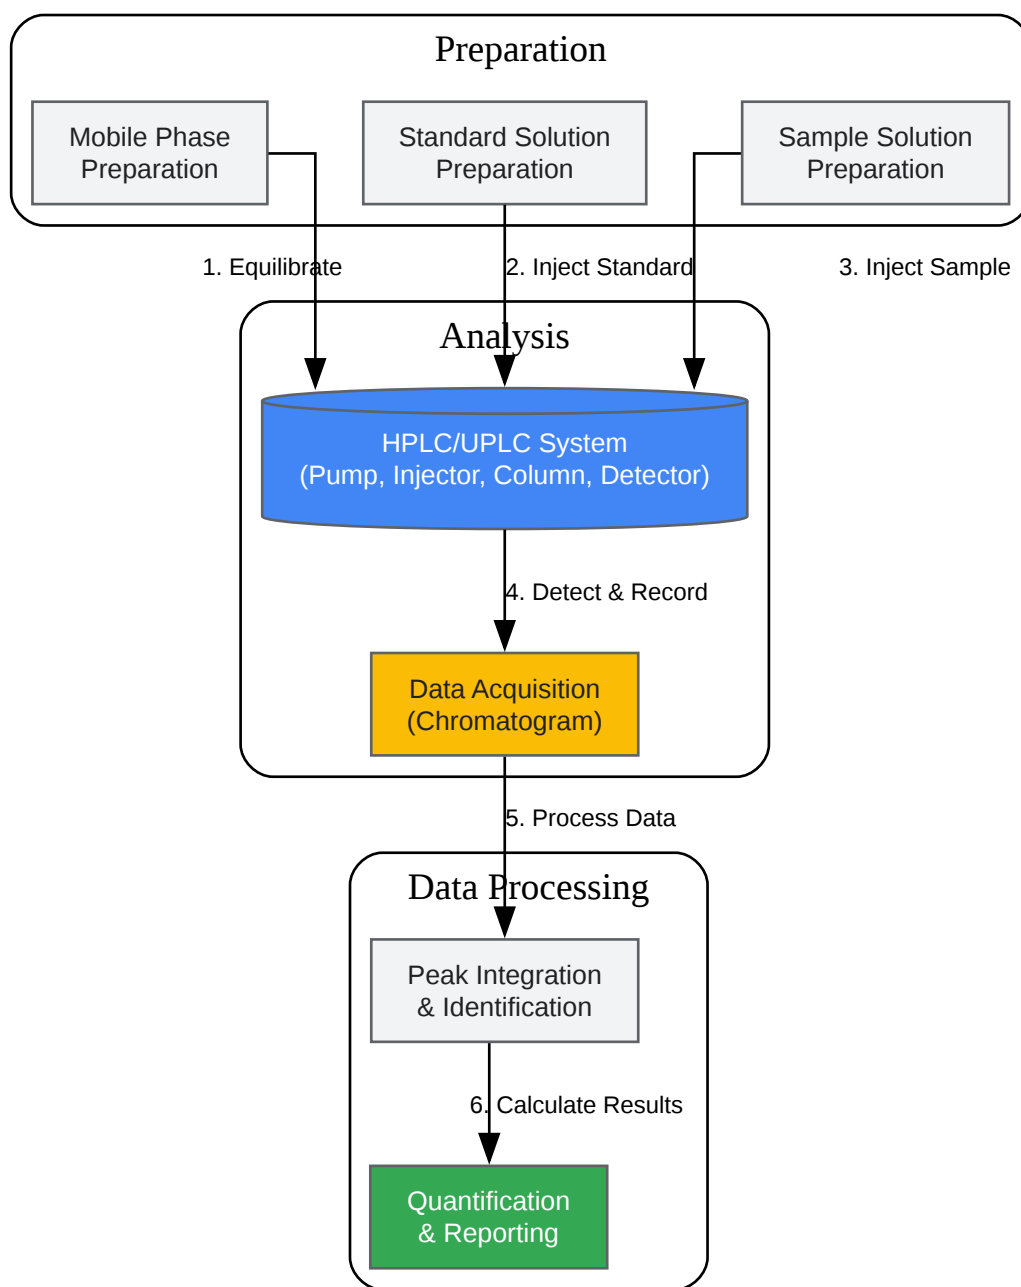 Preparation
Mobile Phase
Preparation
Standard Solution
Preparation
Sample Solution
Preparation
1. Equilibrate
2. Inject Standard
3. Inject Sample
Analysis
HPLC/UPLC System
(Pump, Injector, Column, Detector)
4. Detect & Record
Data Acquisition
(Chromatogram)
5. Process Data
Data Processing
Peak Integration
& Identification
6. Calculate Results
Quantification
& Reporting